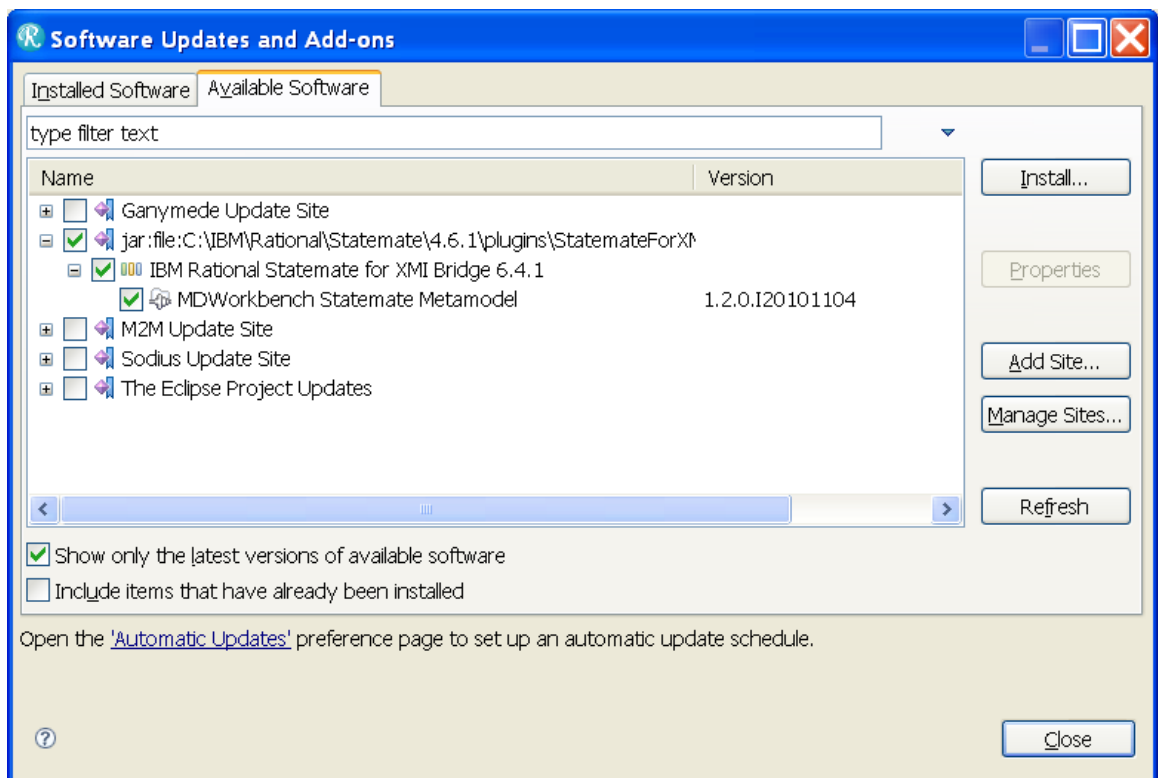 Software Updates and Add-ons
Installed Software
Available Software
type filter text
Name Version
Install...
Ganymede Update Site
jar:file:C:\IBM\Rational\Statemate\4.6.1\plugins\StatemateForXM
IBM Rational Statemate for XMI Bridge 6.4.1
Properties
MDWorkbench Statemate Metamodel 1.2.0.I20101104
M2M Update Site
Sodius Update Site
Add Site...
The Eclipse Project Updates
Manage Sites...
Refresh
Show only the latest versions of available software
Include items that have already been installed
Open the 'Automatic Updates' preference page to set up an automatic update schedule.
Close